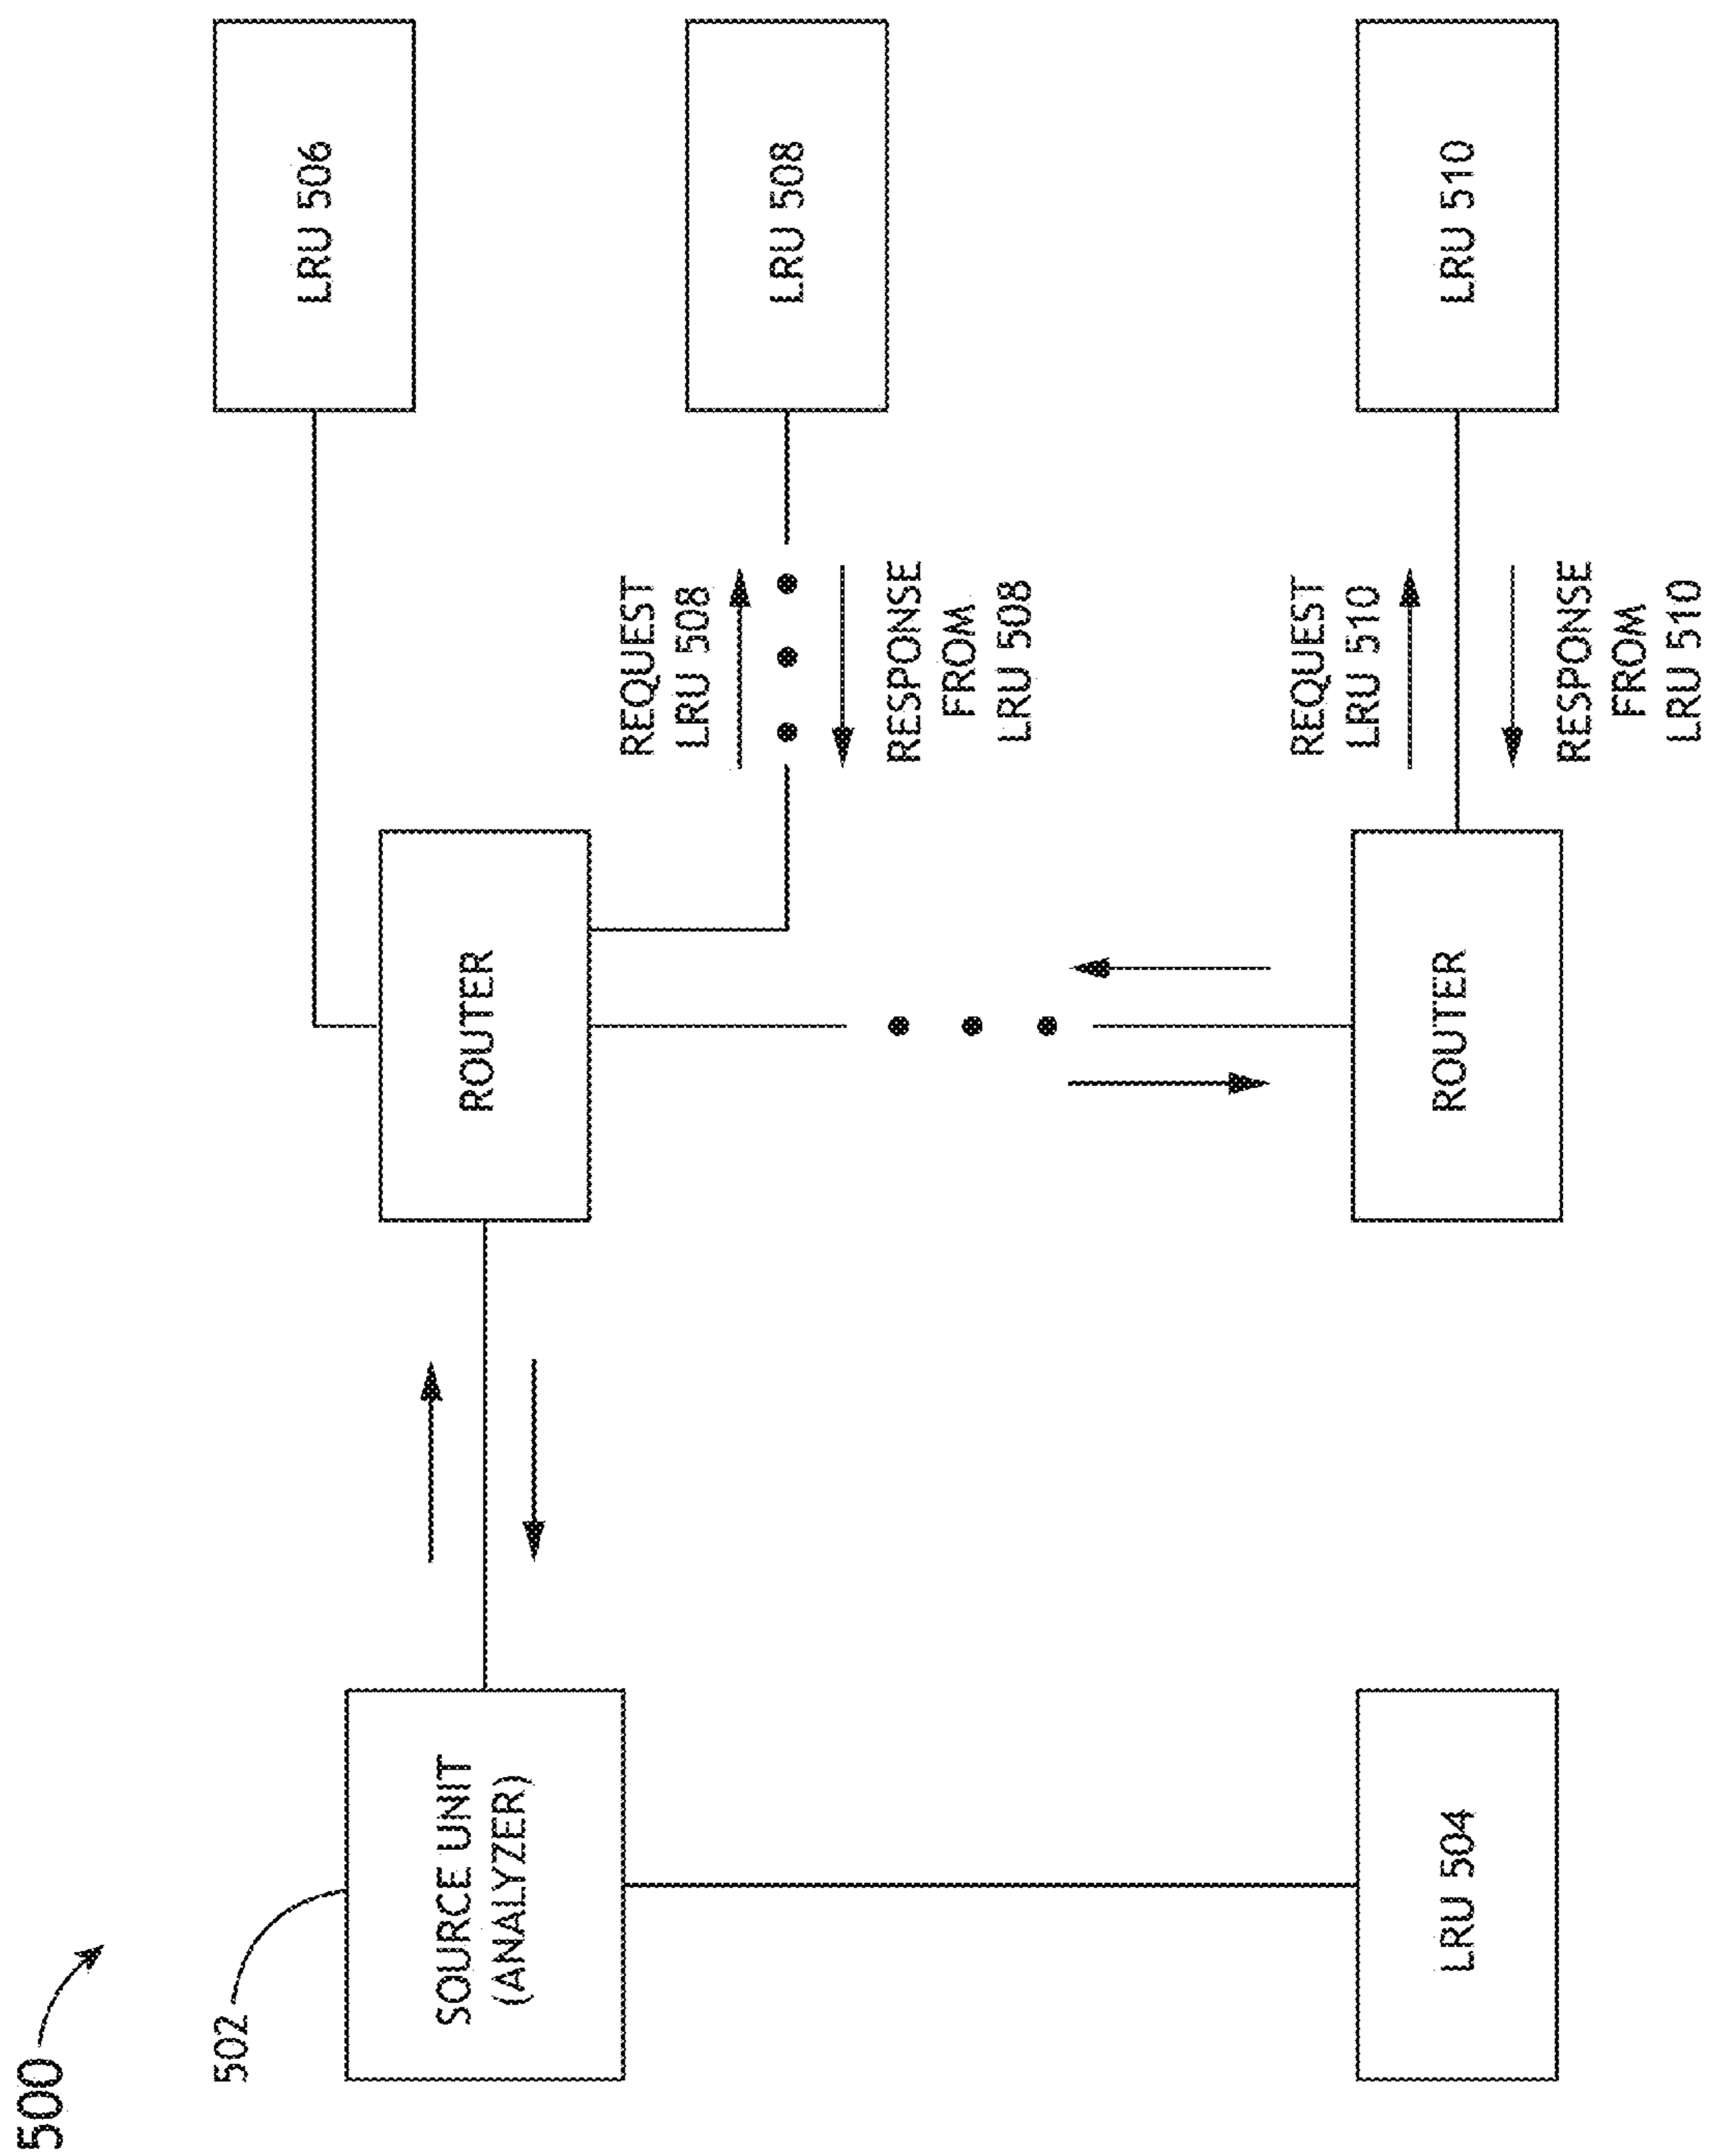 500
502
SOURCE UNIT
(ANALYZER)
LRU 504
ROUTER
ROUTER
LRU 506
REQUEST
LRU 508
RESPONSE
FROM
LRU 508
LRU 508
REQUEST
LRU 510
RESPONSE
FROM
LRU 510
LRU 510